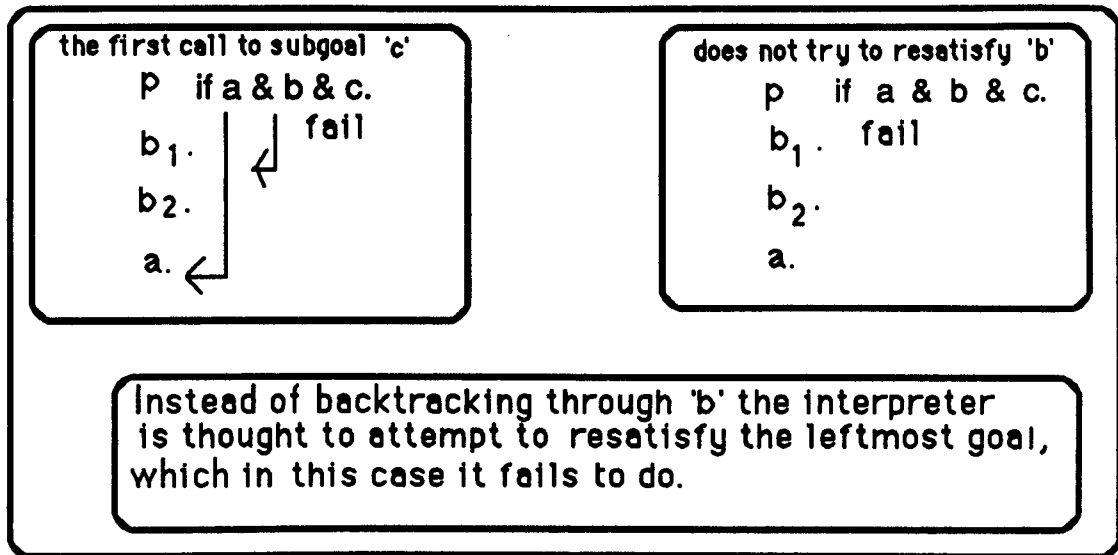 the first call to subgoal 'c'
p if a & b & c.
fail
b1.
b2.
a.
does not try to resatisfy 'b'
p if a & b & c.
b1. fail
b2.
a.
Instead of backtracking through 'b' the interpreter
is thought to attempt to resatisfy the leftmost goal,
which in this case it fails to do.